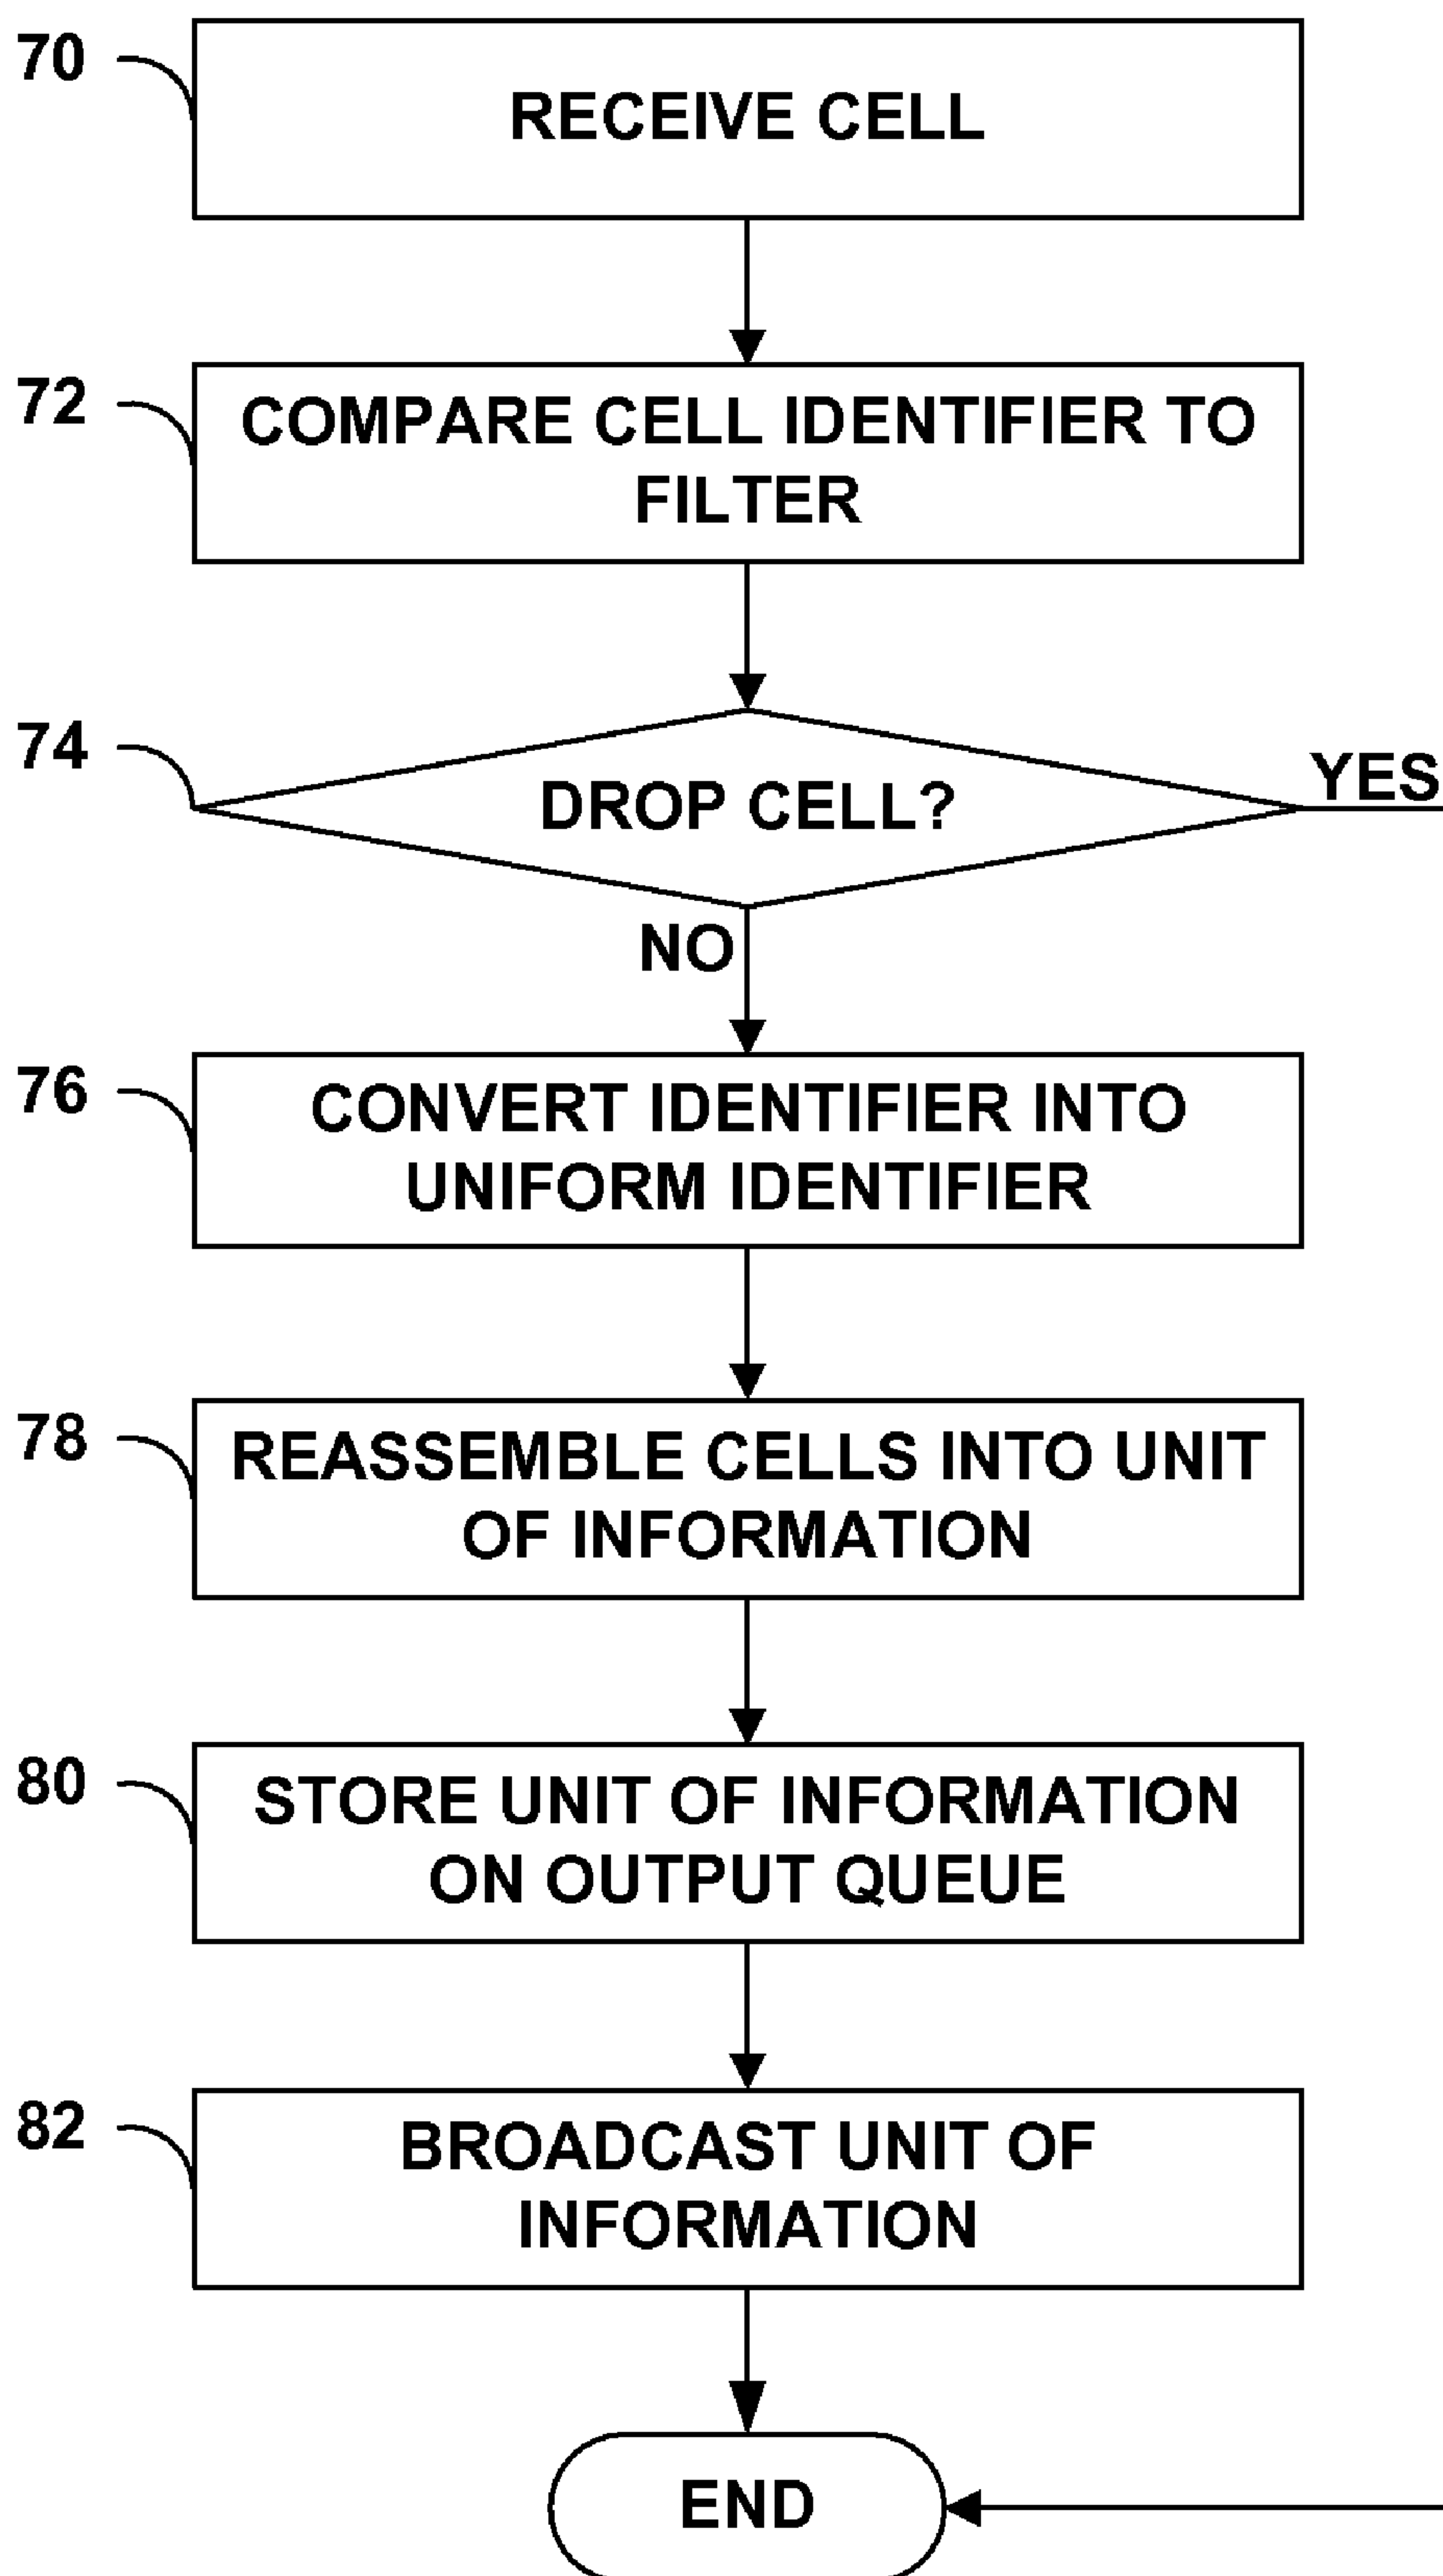 70
RECEIVE CELL
72
COMPARE CELL IDENTIFIER TO
FILTER
74
DROP CELL?
YES
NO
76
CONVERT IDENTIFIER INTO
UNIFORM IDENTIFIER
78
REASSEMBLE CELLS INTO UNIT
OF INFORMATION
80
STORE UNIT OF INFORMATION
ON OUTPUT QUEUE
82
BROADCAST UNIT OF
INFORMATION
END